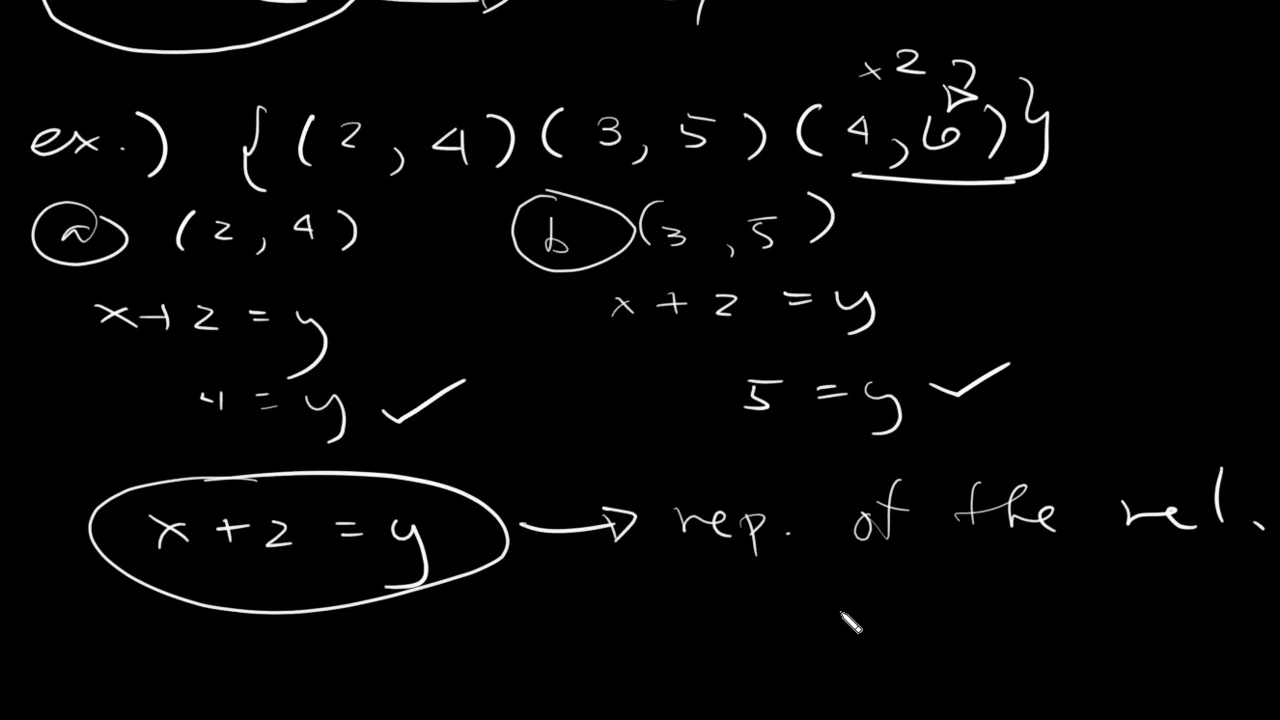 x 2 ?
ex.) {(2, 4)(3, 5)(4, 6)}
a (2, 4) b (3, 5)
x+2=y x+2=y
4=y ✓ 5=y ✓
x+2=y → rep. of the rel.